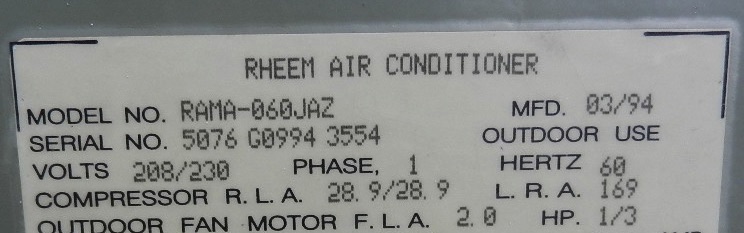 RHEEM AIR CONDITIONER
MODEL NO. RAMA-060JAZ MFD. 03/94
SERIAL NO. 5076 G0994 3554 OUTDOOR USE
VOLTS 208/230 PHASE, 1 HERTZ 60
COMPRESSOR R.L.A. 28.9/28.9 L.R.A. 169
OUTDOOR FAN MOTOR F.L.A. 2.0 HP. 1/3